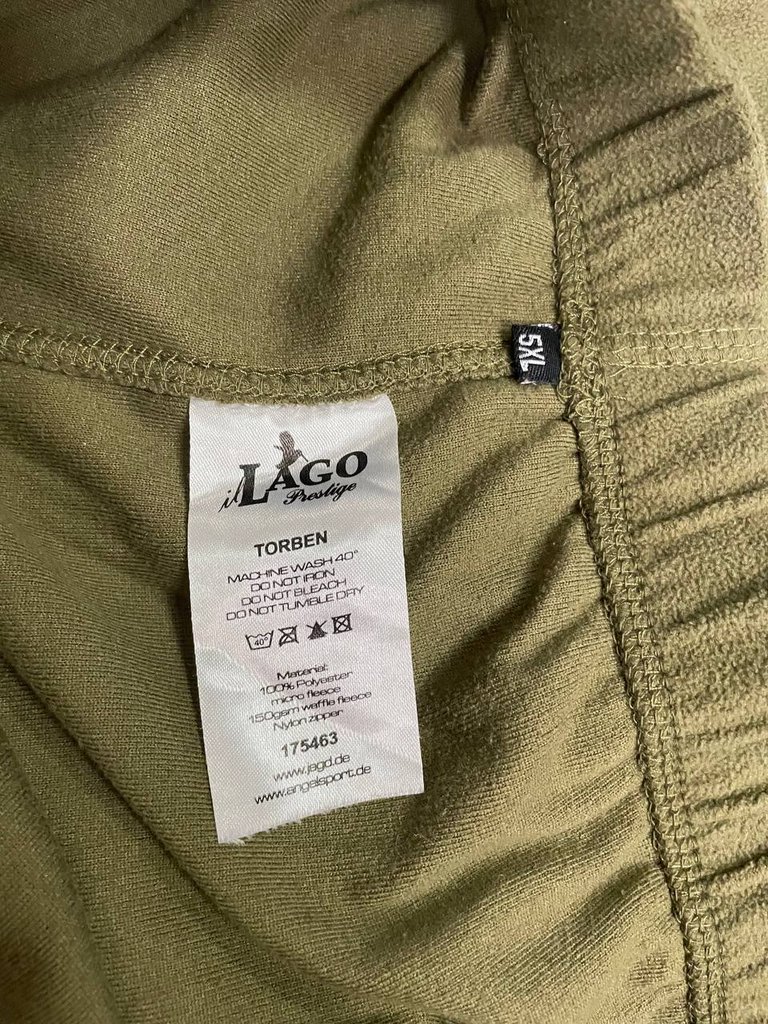 5XL
il LAGO
Prestige
TORBEN
MACHINE WASH 40°
DO NOT IRON
DO NOT BLEACH
DO NOT TUMBLE DRY
40°
Material:
100% Polyester
micro fleece
150gsm waffle fleece
Nylon zipper
175463
www.jagd.de
www.angelsport.de